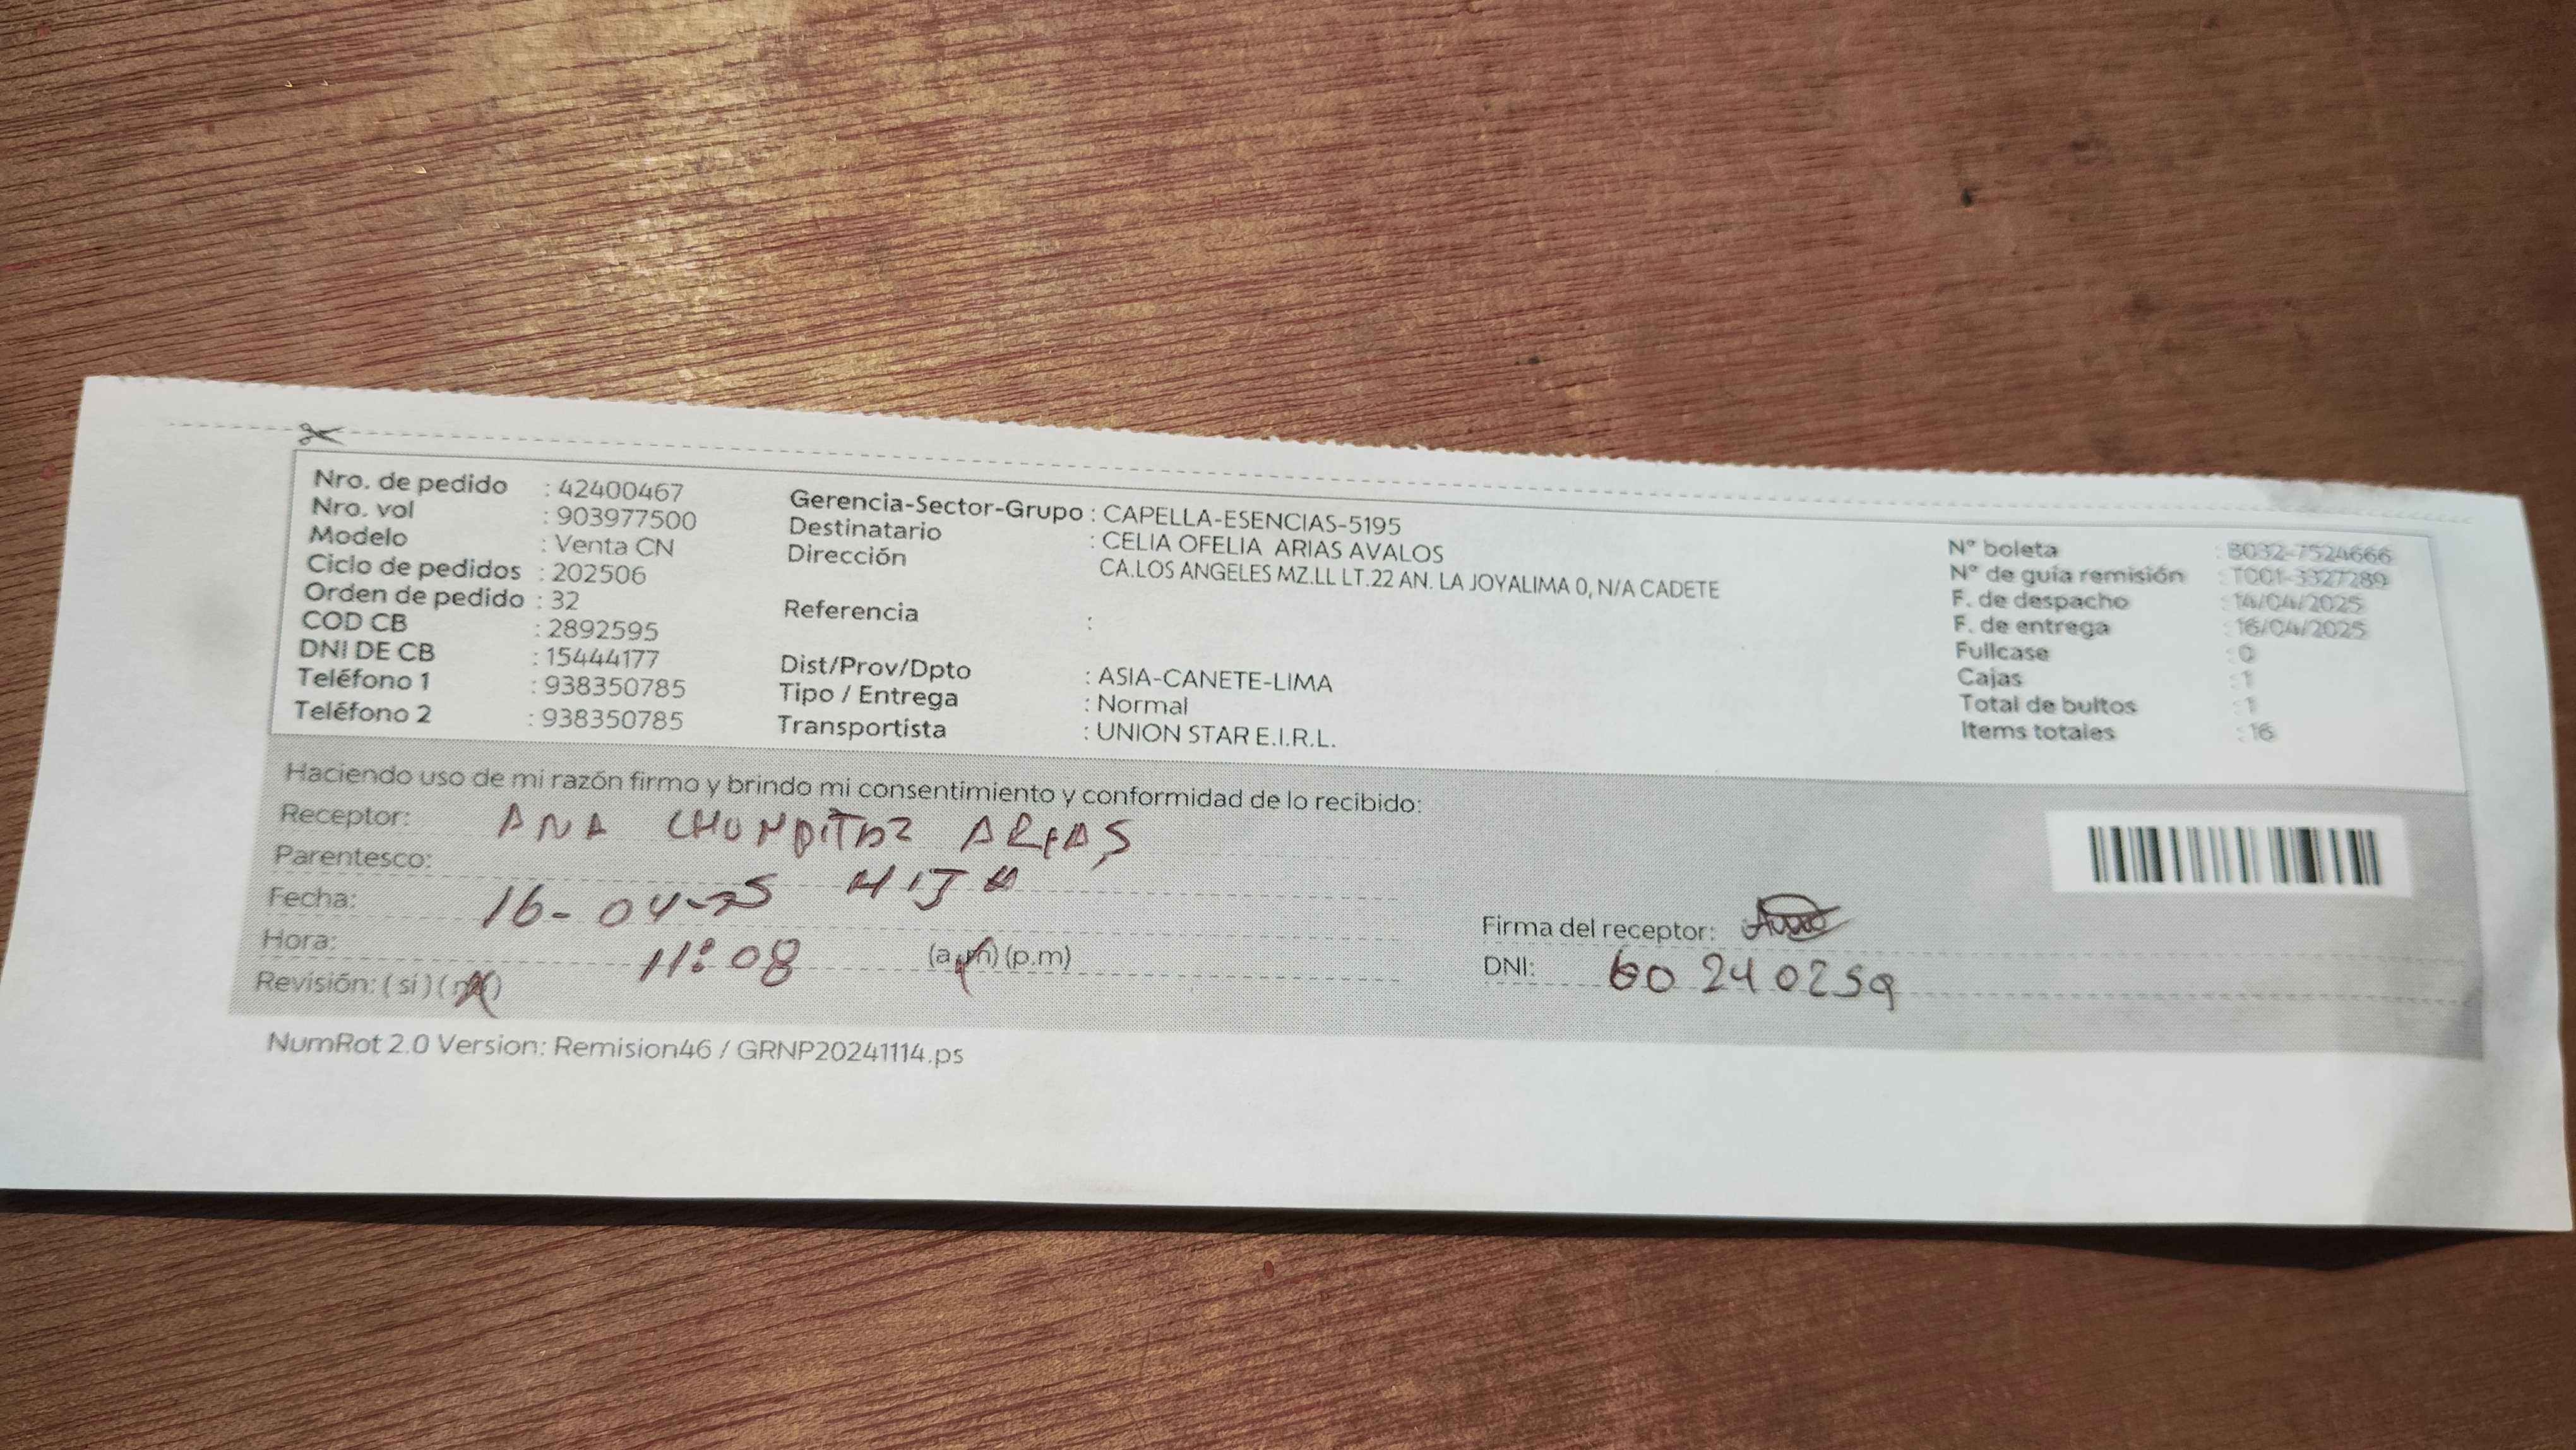 Nro. de pedido : 42400467
Nro. vol : 903977500
Modelo : Venta CN
Ciclo de pedidos : 202506
Orden de pedido : 32
COD CB : 2892595
DNI DE CB : 15444177
Teléfono 1 : 938350785
Teléfono 2 : 938350785
Gerencia-Sector-Grupo : CAPELLA-ESENCIAS-5195
Destinatario : CELIA OFELIA ARIAS AVALOS
Dirección : CA.LOS ANGELES MZ.LL LT.22 AN. LA JOYALIMA 0, N/A CADETE
Referencia :
Dist/Prov/Dpto : ASIA-CANETE-LIMA
Tipo / Entrega : Normal
Transportista : UNION STAR E.I.R.L.
N° boleta : B032-7524666
N° de guía remisión : T001-3327289
F. de despacho : 14/04/2025
F. de entrega : 16/04/2025
Fullcase : 0
Cajas : 1
Total de bultos : 1
Items totales : 16
Haciendo uso de mi razón firmo y brindo mi consentimiento y conformidad de lo recibido:
Receptor: ANA CHUMPITAZ ARIAS
Parentesco: HIJA
Fecha: 16-04-25
Hora: 11:08 (a.m) (p.m)
Revisión: (si) (no)
Firma del receptor:
DNI: 60240259
NumRot 2.0 Version: Remision46 / GRNP20241114.ps